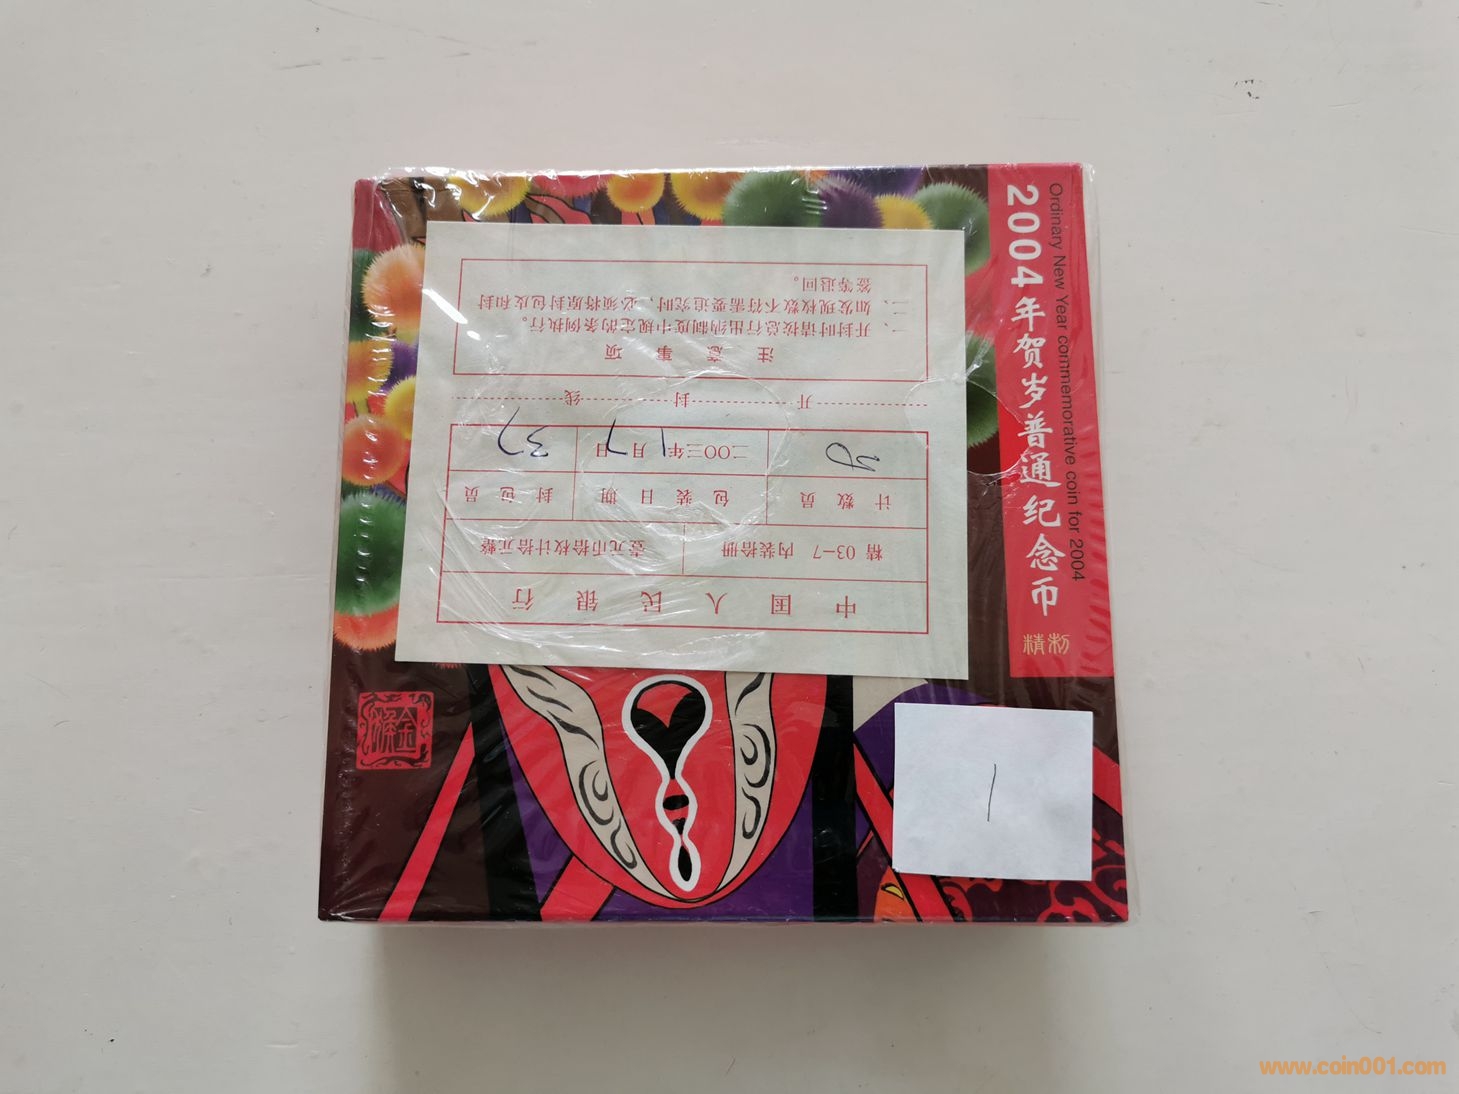 2004年贺岁普通纪念币
Ordinary New Year commemorative coin for 2004
精制
中国人民银行
精 03-7 内装拾册 壹元币拾枚计拾元整
计数员 包装日期 封包员
二〇〇三年1月7日 37
开封线
注意事项
一、开封时请按总行出纳制度中规定的条例执行。
二、如发现枚数不符需要追究时，必须将原封包皮和封
签等退回。
金猴
1
www.coin001.com